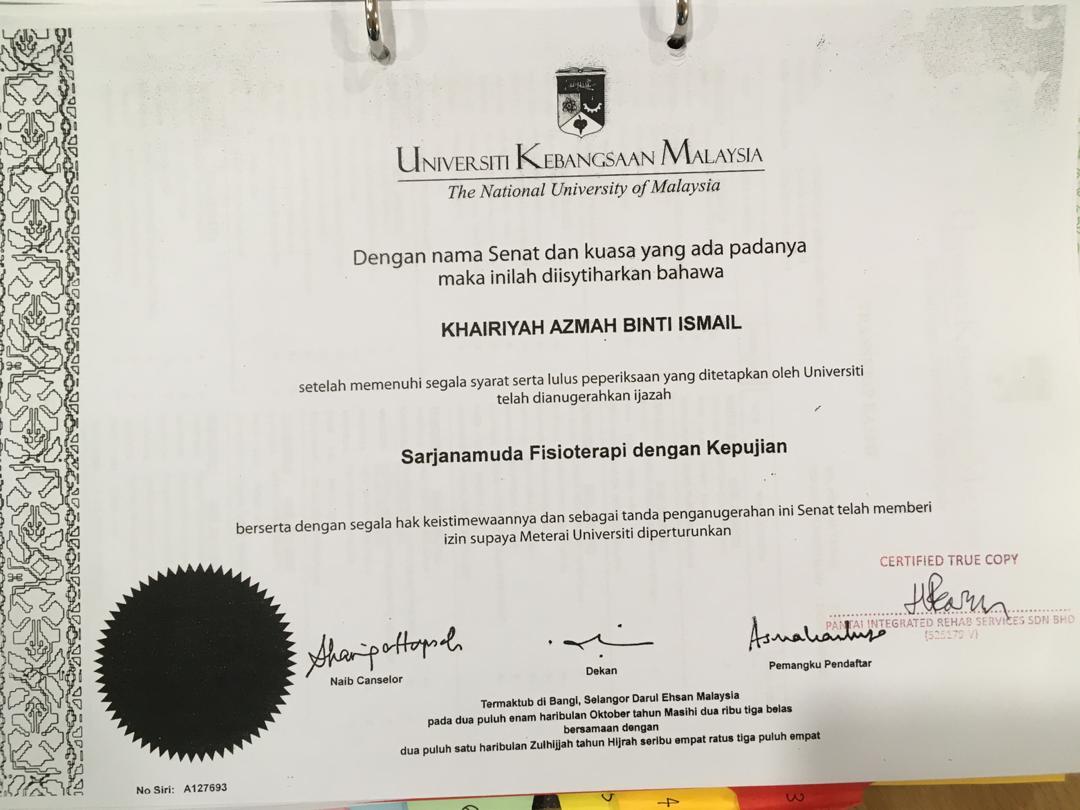 UNIVERSITI KEBANGSAAN MALAYSIA
The National University of Malaysia
Dengan nama Senat dan kuasa yang ada padanya
maka inilah diisytiharkan bahawa
KHAIRIYAH AZMAH BINTI ISMAIL
setelah memenuhi segala syarat serta lulus peperiksaan yang ditetapkan oleh Universiti
telah dianugerahkan ijazah
Sarjanamuda Fisioterapi dengan Kepujian
berserta dengan segala hak keistimewaannya dan sebagai tanda penganugerahan ini Senat telah memberi
izin supaya Meterai Universiti diperturunkan
CERTIFIED TRUE COPY
PANTAI INTEGRATED REHAB SERVICES SDN BHD
Naib Canselor
Dekan
Pemangku Pendaftar
Termaktub di Bangi, Selangor Darul Ehsan Malaysia
pada dua puluh enam haribulan Oktober tahun Masihi dua ribu tiga belas
bersamaan dengan
dua puluh satu haribulan Zulhijjah tahun Hijrah seribu empat ratus tiga puluh empat
No Siri: A127693
5
4
3